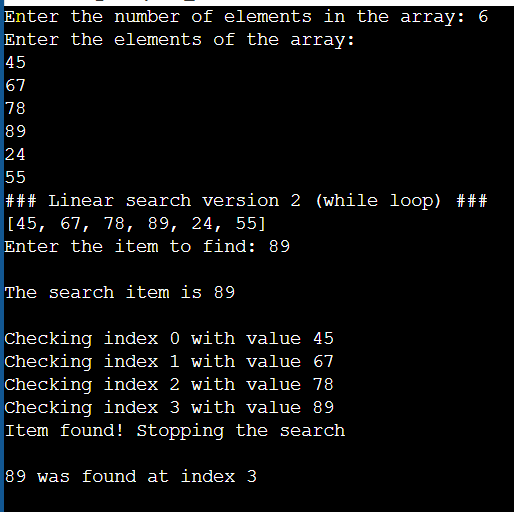 Enter the number of elements in the array: 6
Enter the elements of the array:
45
67
78
89
24
55
### Linear search version 2 (while loop) ###
[45, 67, 78, 89, 24, 55]
Enter the item to find: 89
The search item is 89
Checking index 0 with value 45
Checking index 1 with value 67
Checking index 2 with value 78
Checking index 3 with value 89
Item found! Stopping the search
89 was found at index 3